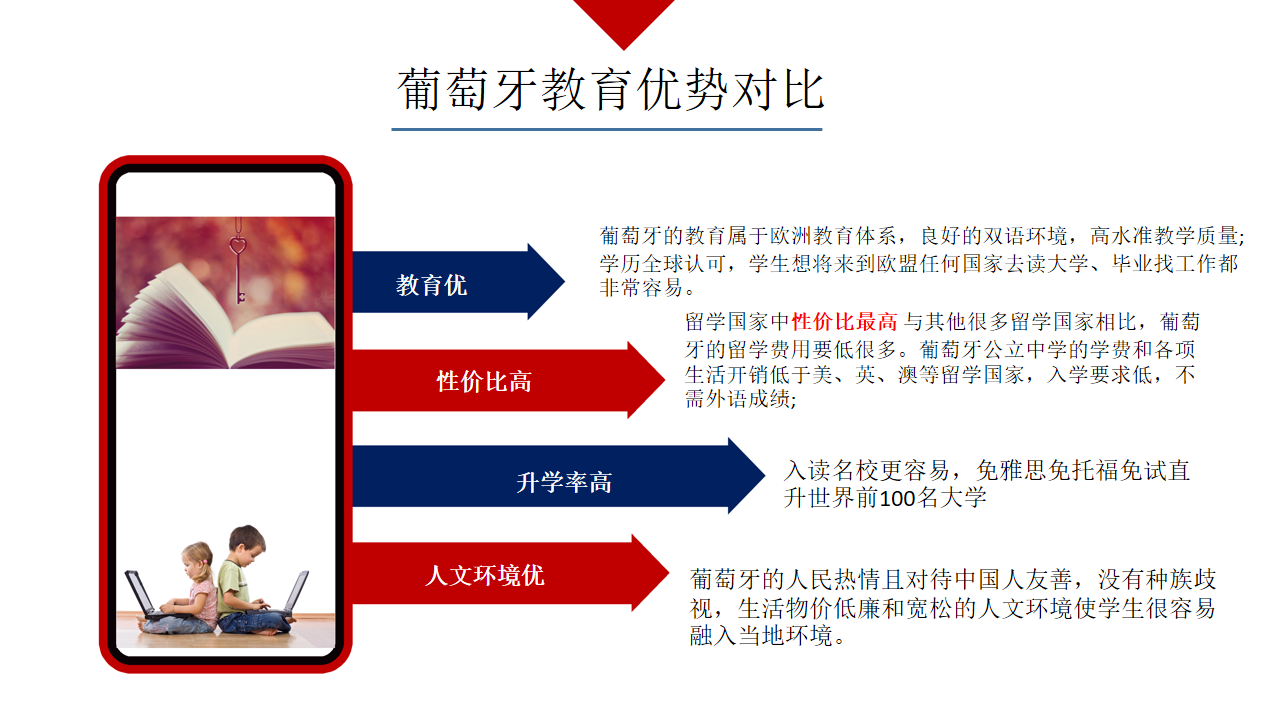 葡萄牙教育优势对比
教育优
葡萄牙的教育属于欧洲教育体系，良好的双语环境，高水准教学质量;
学历全球认可，学生想将来到欧盟任何国家去读大学、毕业找工作都
非常容易。
性价比高
留学国家中性价比最高 与其他很多留学国家相比，葡萄
牙的留学费用要低很多。葡萄牙公立中学的学费和各项
生活开销低于美、英、澳等留学国家，入学要求低，不
需外语成绩;
升学率高
入读名校更容易，免雅思免托福免试直
升世界前100名大学
人文环境优
葡萄牙的人民热情且对待中国人友善，没有种族歧
视，生活物价低廉和宽松的人文环境使学生很容易
融入当地环境。